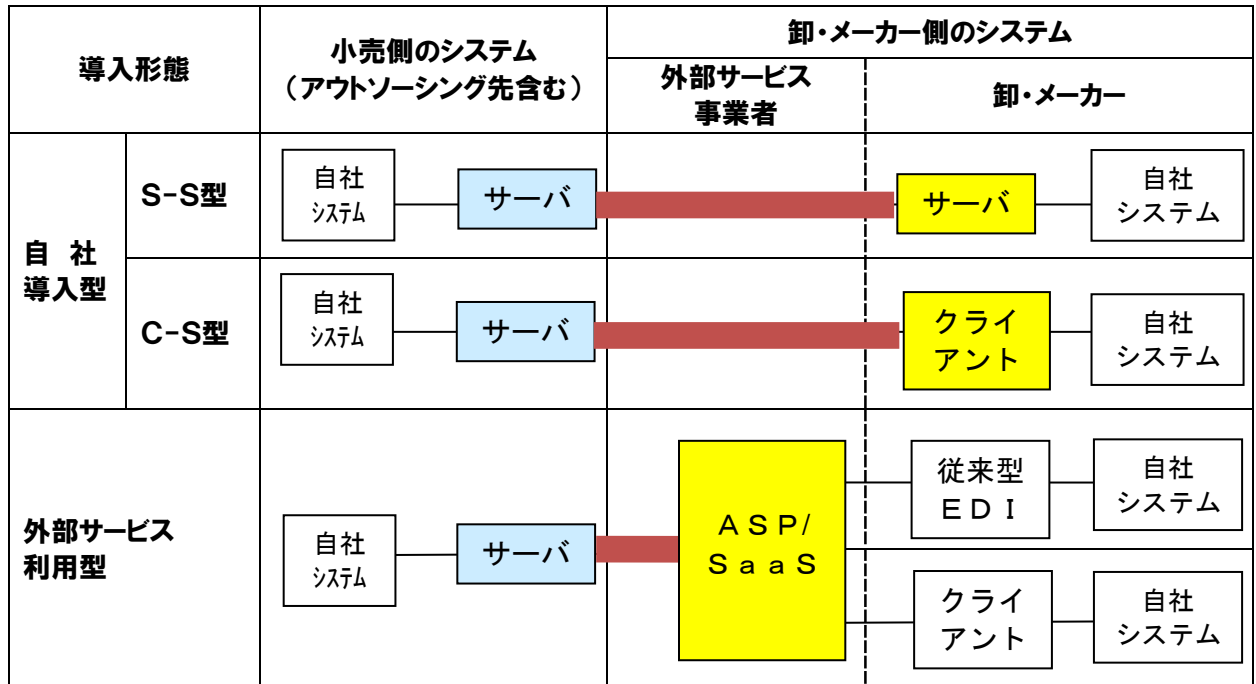 導入形態
小売側のシステム
（アウトソーシング先含む）
卸・メーカー側のシステム
外部サービス
事業者
卸・メーカー
自 社
導入型
S-S型
自社
ｼｽﾃﾑ
サーバ
サーバ
自社
システム
C-S型
自社
ｼｽﾃﾑ
サーバ
クライ
アント
自社
システム
外部サービス
利用型
自社
ｼｽﾃﾑ
サーバ
ＡＳＰ/
ＳａａＳ
従来型
ＥＤＩ
自社
システム
クライ
アント
自社
システム